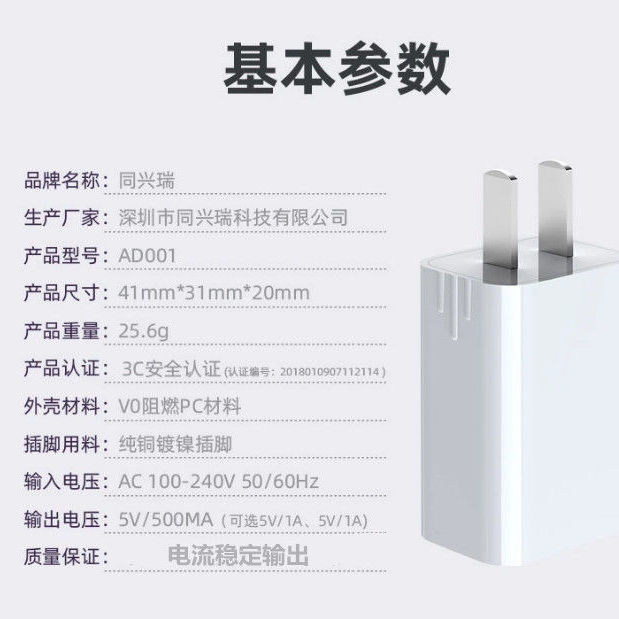 基本参数
品牌名称：同兴瑞
生产厂家：深圳市同兴瑞科技有限公司
产品型号：AD001
产品尺寸：41mm*31mm*20mm
产品重量：25.6g
产品认证：3C安全认证(认证编号：2018010907112114)
外壳材料：V0阻燃PC材料
插脚用料：纯铜镀镍插脚
输入电压：AC 100-240V 50/60Hz
输出电压：5V/500MA（可选5V/1A、5V/1A）
质量保证：电流稳定输出